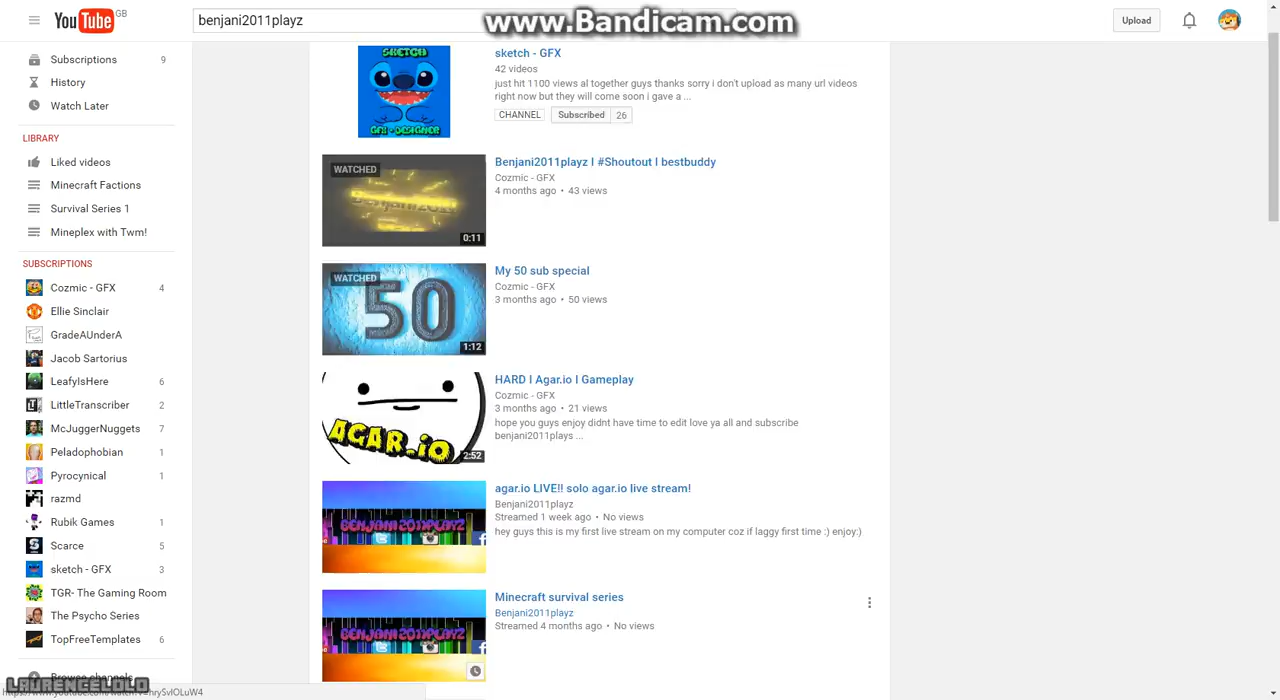 YouTube GB
benjani2011playz
www.Bandicam.com
Upload
Subscriptions 9
History
Watch Later
LIBRARY
Liked videos
Minecraft Factions
Survival Series 1
Mineplex with Twm!
SUBSCRIPTIONS
Cozmic - GFX 4
Ellie Sinclair
GradeAUnderA
Jacob Sartorius
LeafyIsHere 6
LittleTranscriber 2
McJuggerNuggets 7
Peladophobian 1
Pyrocynical 1
razmd
Rubik Games 1
Scarce 5
sketch - GFX 3
TGR- The Gaming Room
The Psycho Series
TopFreeTemplates 6
Browse channels
LAURENCELOLO
SKETCH
GFX - DESIGNER
sketch - GFX
42 videos
just hit 1100 views al together guys thanks sorry i don't upload as many url videos
right now but they will come soon i gave a ...
CHANNEL Subscribed 26
WATCHED
0:11
Benjani2011playz I #Shoutout I bestbuddy
Cozmic - GFX
4 months ago • 43 views
WATCHED
50
1:12
My 50 sub special
Cozmic - GFX
3 months ago • 50 views
AGAR.IO
2:52
HARD I Agar.io I Gameplay
Cozmic - GFX
3 months ago • 21 views
hope you guys enjoy didnt have time to edit love ya all and subscribe
benjani2011plays ...
BENJANI2011PLAYZ
agar.io LIVE!! solo agar.io live stream!
Benjani2011playz
Streamed 1 week ago • No views
hey guys this is my first live stream on my computer coz if laggy first time :) enjoy:)
BENJANI2011PLAYZ
Minecraft survival series
Benjani2011playz
Streamed 4 months ago • No views